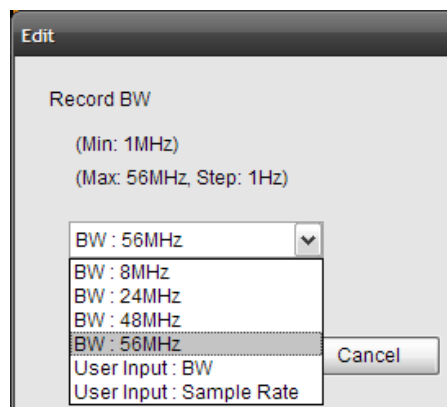 Edit
Record BW
(Min: 1MHz)
(Max: 56MHz, Step: 1Hz)
BW : 56MHz
BW : 8MHz
BW : 24MHz
BW : 48MHz
BW : 56MHz
User Input : BW
Cancel
User Input : Sample Rate